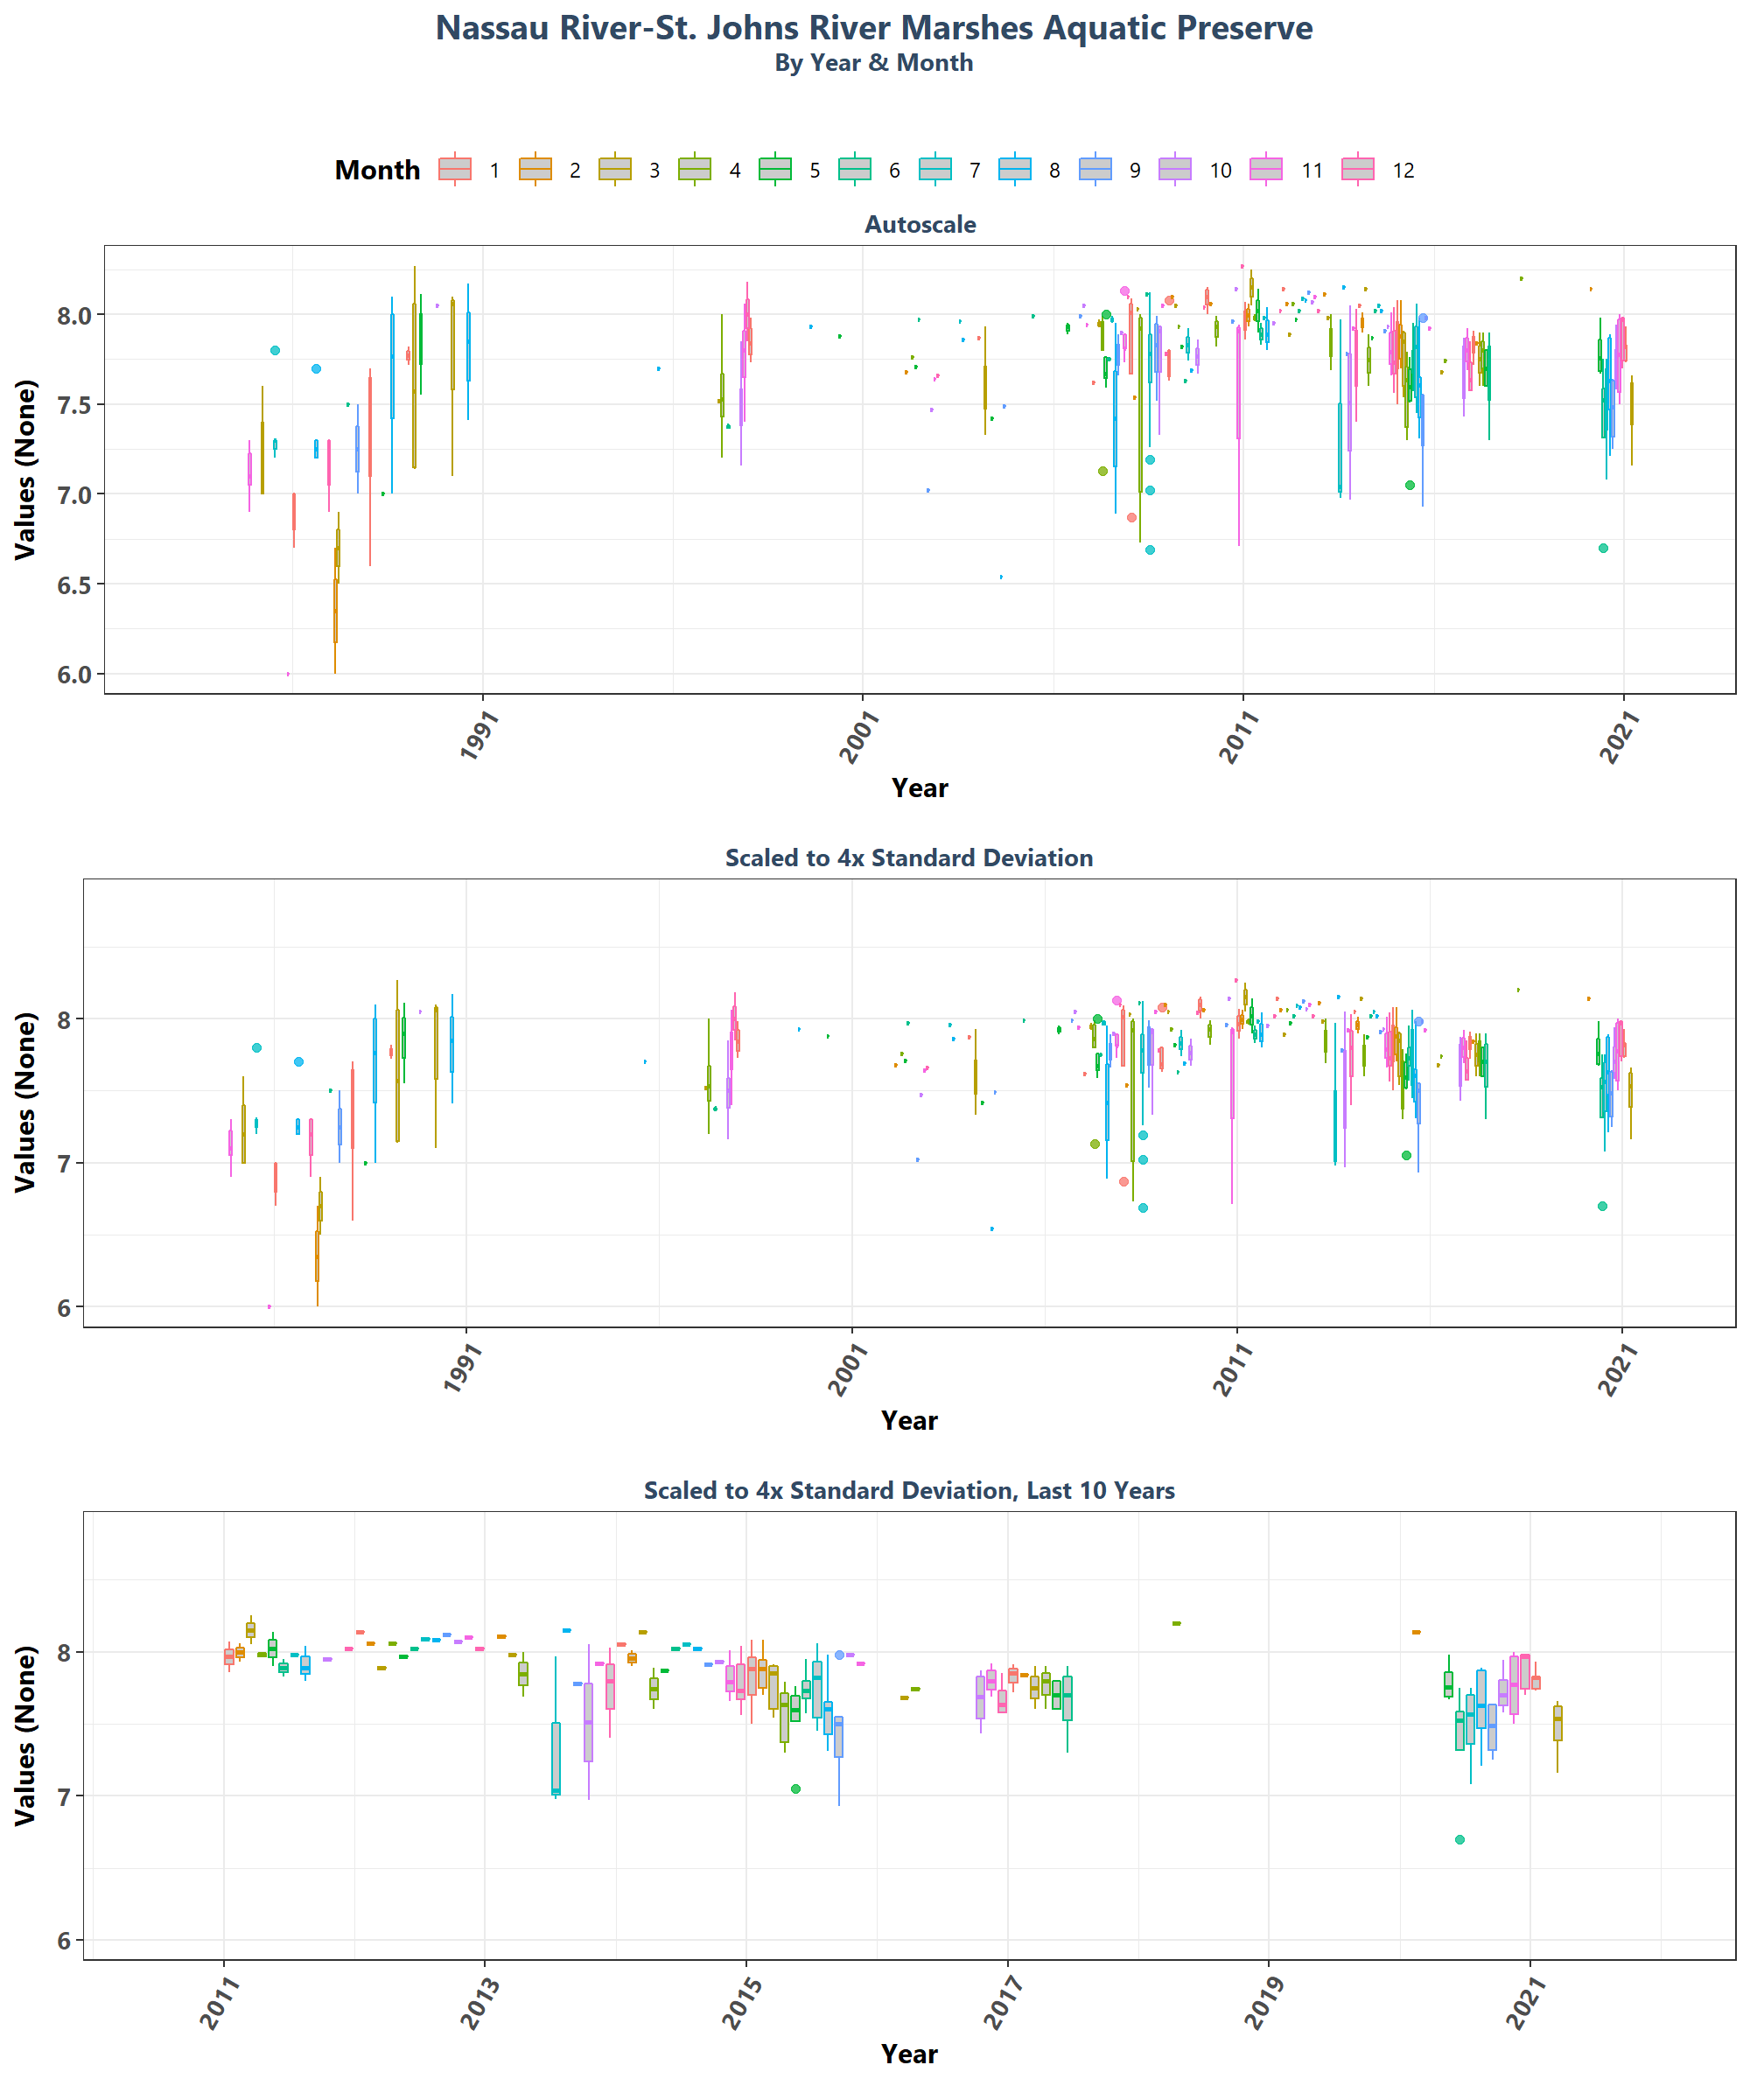 Nassau River-St. Johns River Marshes Aquatic Preserve
By Year & Month
Month 1 2 3 4 5 6 7 8 9 10 11 12
Autoscale
Values (None)
8.0
7.5
7.0
6.5
6.0
1991 2001 2011 2021
Year
Scaled to 4x Standard Deviation
Values (None)
8
7
6
1991 2001 2011 2021
Year
Scaled to 4x Standard Deviation, Last 10 Years
Values (None)
8
7
6
2011 2013 2015 2017 2019 2021
Year